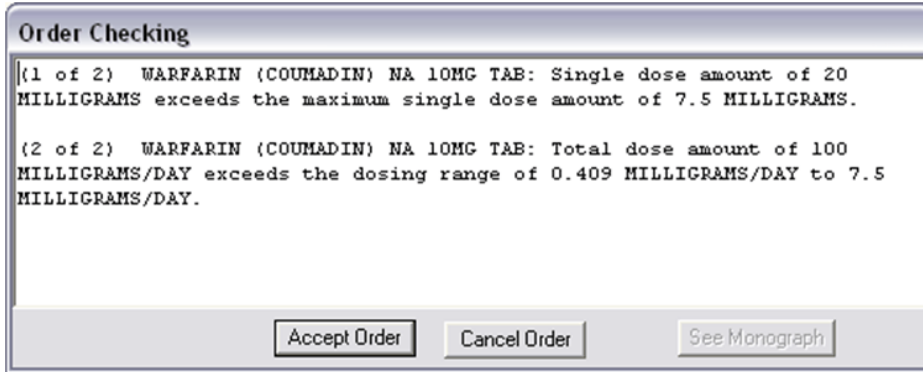 Order Checking
(1 of 2)  WARFARIN (COUMADIN) NA 10MG TAB: Single dose amount of 20
MILLIGRAMS exceeds the maximum single dose amount of 7.5 MILLIGRAMS.
(2 of 2)  WARFARIN (COUMADIN) NA 10MG TAB: Total dose amount of 100
MILLIGRAMS/DAY exceeds the dosing range of 0.409 MILLIGRAMS/DAY to 7.5
MILLIGRAMS/DAY.
Accept Order
Cancel Order
See Monograph